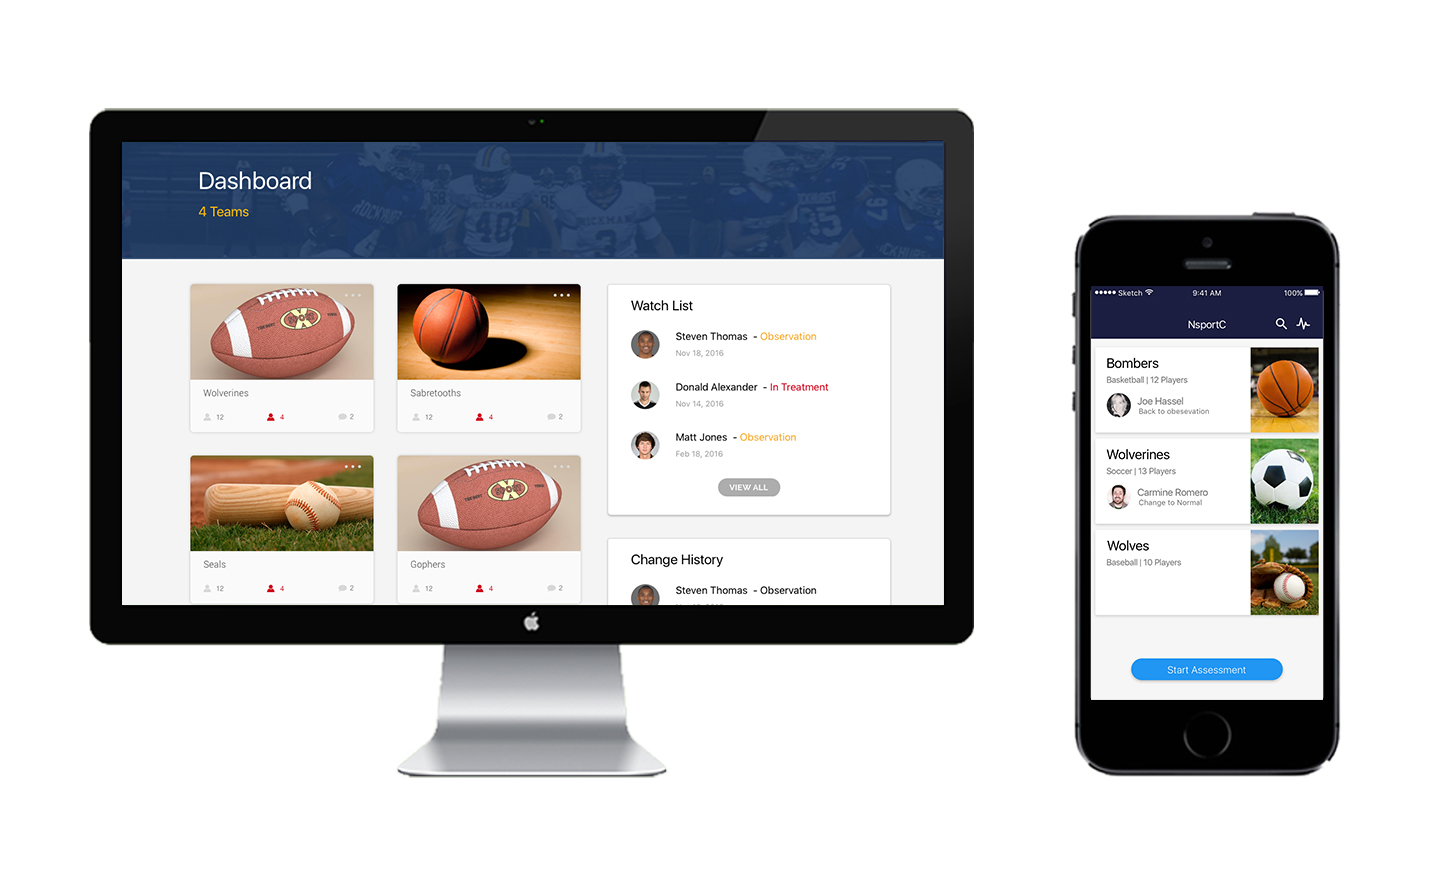 Dashboard
4 Teams
Wolverines
12 4 2
Sabretooths
12 4 2
Seals
12 4 2
Gophers
12 4 2
Watch List
Steven Thomas - Observation
Nov 18, 2016
Donald Alexander - In Treatment
Nov 14, 2016
Matt Jones - Observation
Feb 18, 2016
VIEW ALL
Change History
Steven Thomas - Observation
Sketch 9:41 AM 100%
NsportC
Bombers
Basketball | 12 Players
Joe Hassel
Back to obesevation
Wolverines
Soccer | 13 Players
Carmine Romero
Change to Normal
Wolves
Baseball | 10 Players
Start Assessment